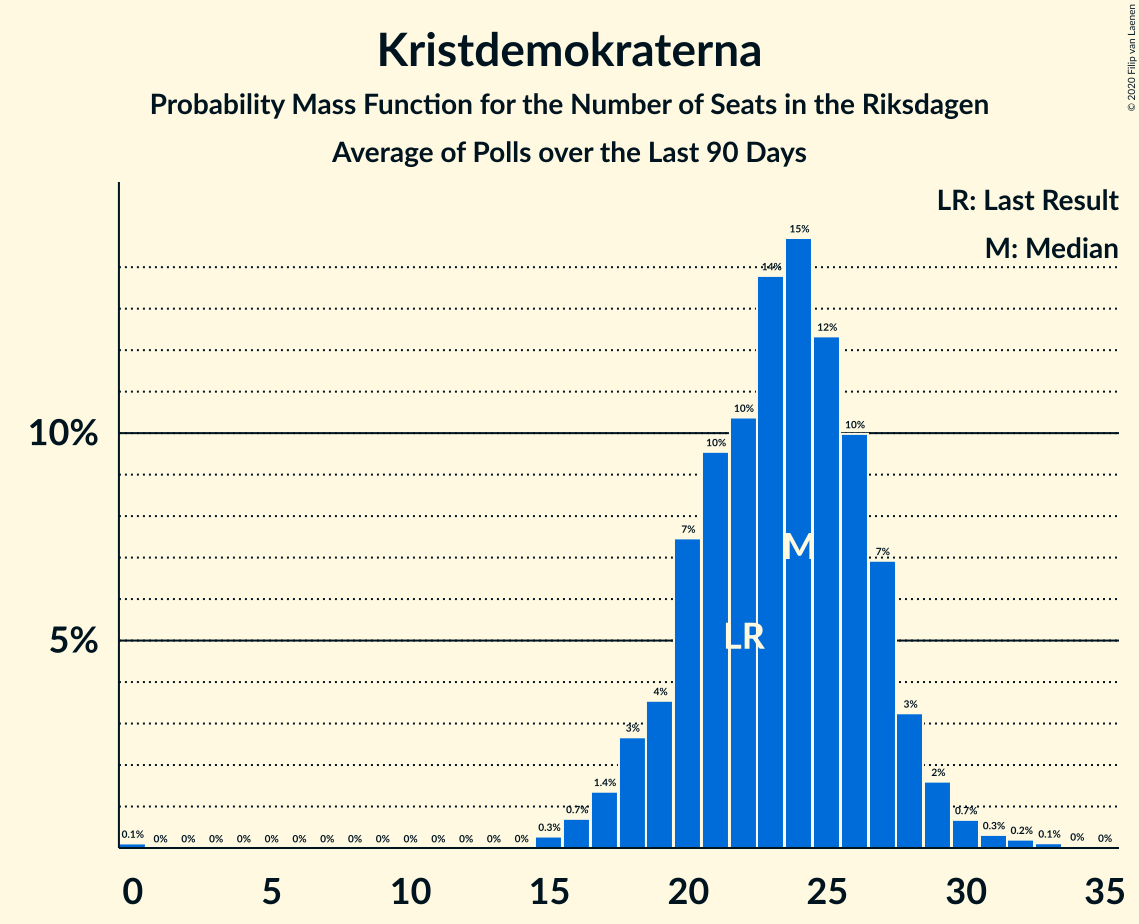 Kristdemokraterna
Probability Mass Function for the Number of Seats in the Riksdagen
Average of Polls over the Last 90 Days
© 2020 Filip van Laenen
LR: Last Result
M: Median
10%
5%
0.1% 0% 0% 0% 0% 0% 0% 0% 0% 0% 0% 0% 0% 0% 0% 0.3% 0.7% 1.4% 3% 4% 7% 10% 10% 14% 15% 12% 10% 7% 3% 2% 0.7% 0.3% 0.2% 0.1% 0% 0%
M
LR
0 5 10 15 20 25 30 35